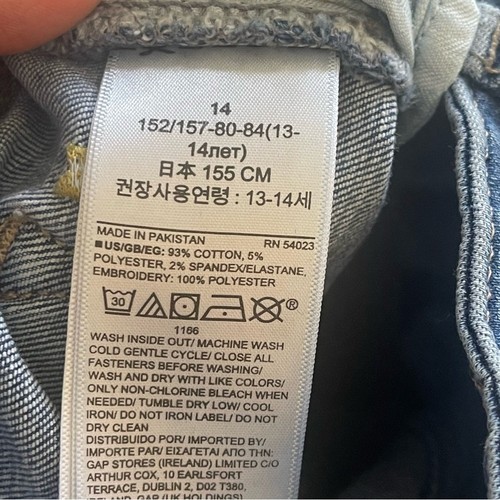 14
152/157-80-84(13-
14лет)
日本 155 CM
권장사용연령 : 13-14세
MADE IN PAKISTAN RN 54023
■US/GB/EG: 93% COTTON, 5%
POLYESTER, 2% SPANDEX/ELASTANE,
EMBROIDERY: 100% POLYESTER
30 ®
1166
WASH INSIDE OUT/ MACHINE WASH
COLD GENTLE CYCLE/ CLOSE ALL
FASTENERS BEFORE WASHING/
WASH AND DRY WITH LIKE COLORS/
ONLY NON-CHLORINE BLEACH WHEN
NEEDED/ TUMBLE DRY LOW/ COOL
IRON/ DO NOT IRON LABEL/ DO NOT
DRY CLEAN
DISTRIBUIDO POR/ IMPORTED BY/
IMPORTE PAR/ ΕΙΣΑΓΕΤΑΙ ΑΠΟ ΤΗΝ:
GAP STORES (IRELAND) LIMITED C/O
ARTHUR COX, 10 EARLSFORT
TERRACE, DUBLIN 2, D02 T380,
IRELAND, GAP (UK HOLDINGS)